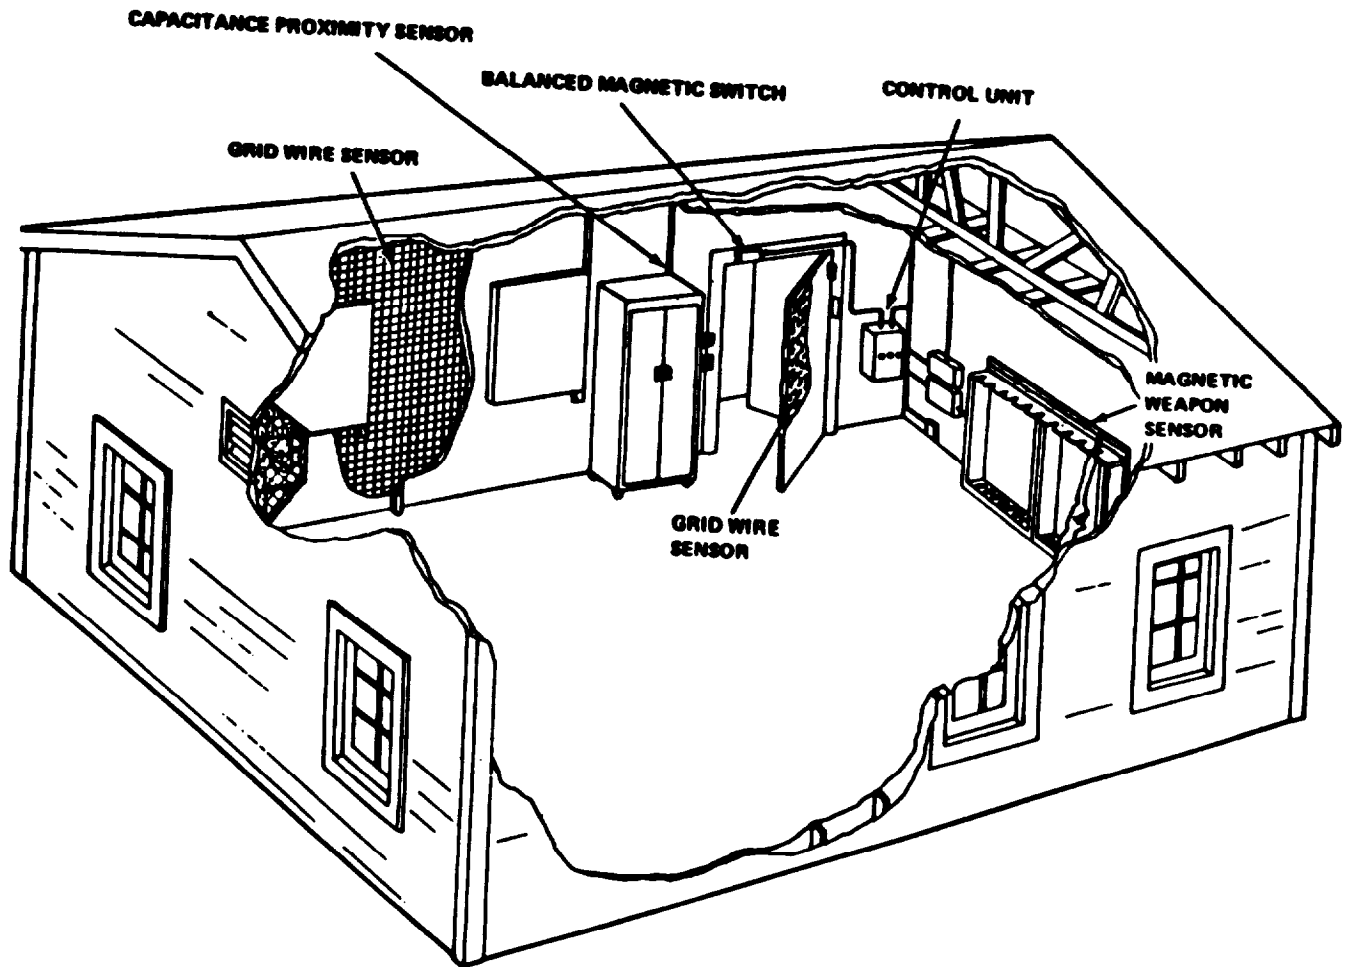 CAPACITANCE PROXIMITY SENSOR
BALANCED MAGNETIC SWITCH
CONTROL UNIT
GRID WIRE SENSOR
MAGNETIC
WEAPON
SENSOR
GRID WIRE
SENSOR